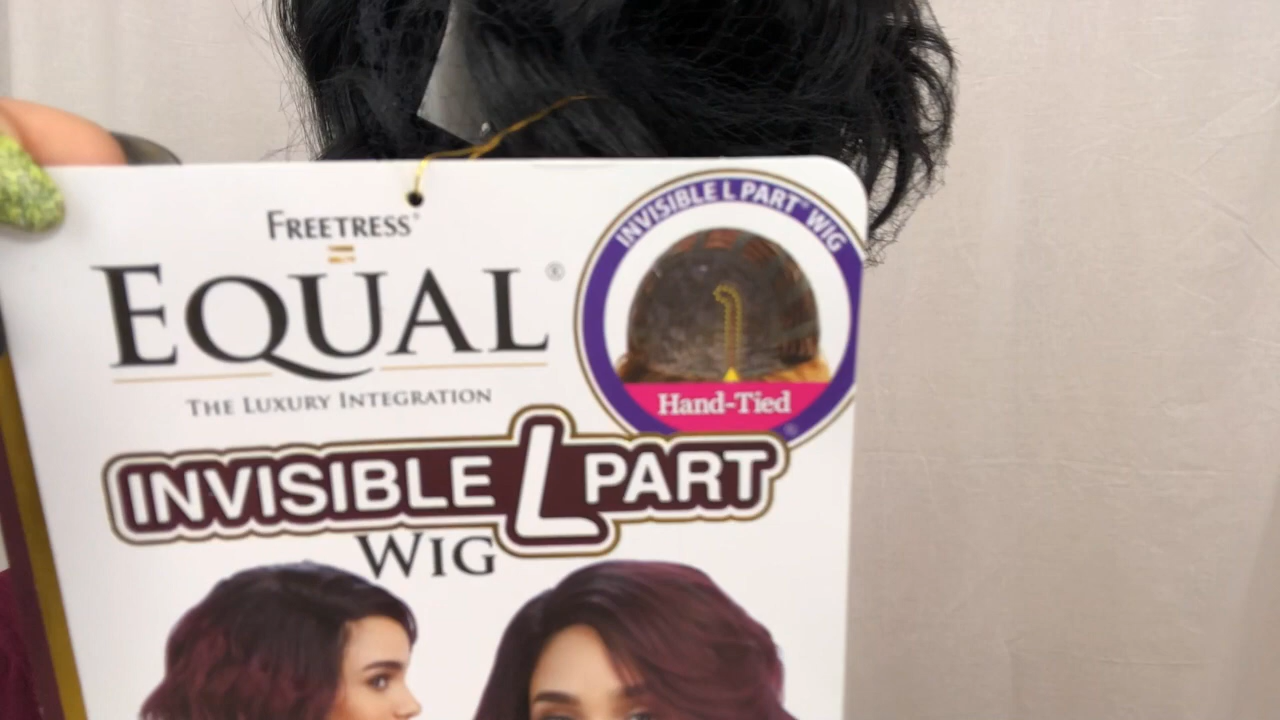 FREETRESS®
EQUAL®
THE LUXURY INTEGRATION
INVISIBLE L PART WIG
Hand-Tied
INVISIBLE L PART
WIG